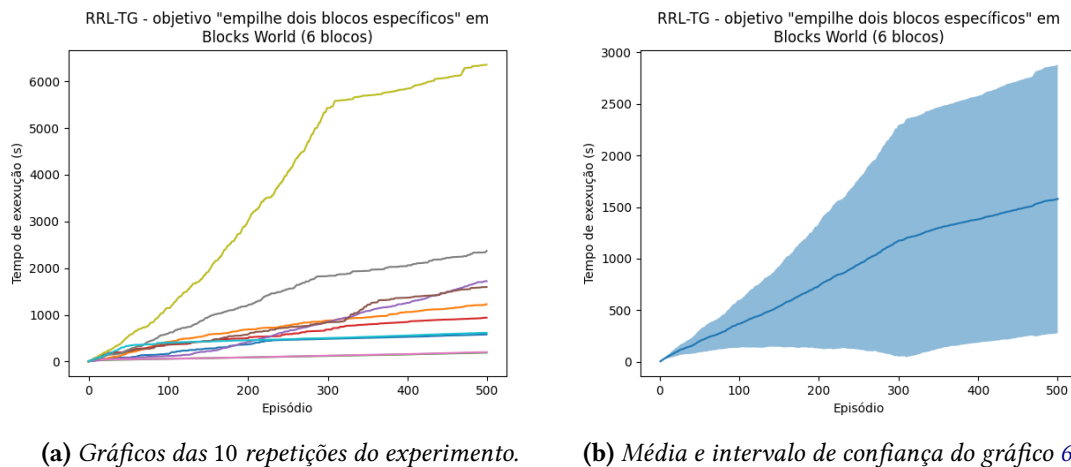 RRL-TG - objetivo "empilhe dois blocos específicos" em
Blocks World (6 blocos)
6000
5000
4000
3000
2000
1000
0
Tempo de exexução (s)
0 100 200 300 400 500
Episódio
(a) Gráficos das 10 repetições do experimento.
RRL-TG - objetivo "empilhe dois blocos específicos" em
Blocks World (6 blocos)
3000
2500
2000
1500
1000
500
0
Tempo de exexução (s)
0 100 200 300 400 500
Episódio
(b) Média e intervalo de confiança do gráfico 6